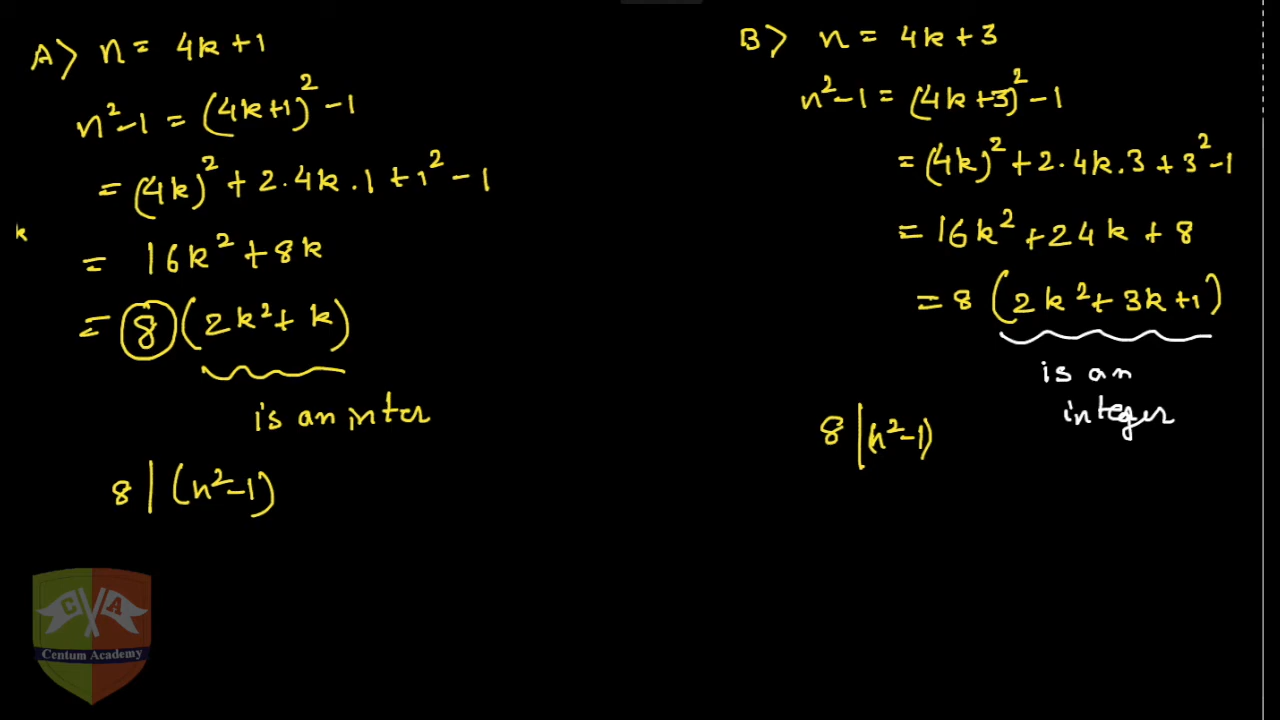 A> n = 4k+1
n²-1 = (4k+1)² -1
= (4k)² + 2.4k.1 + 1² - 1
= 16k² + 8k
= 8 (2k² + k)
is an inter
8 | (n²-1)
k
B> n = 4k+3
n²-1 = (4k+3)² -1
= (4k)² + 2.4k.3 + 3² -1
= 16k² + 24k + 8
= 8 (2k² + 3k +1)
is an
integer
8 | (n²-1)
C A
Centum Academy